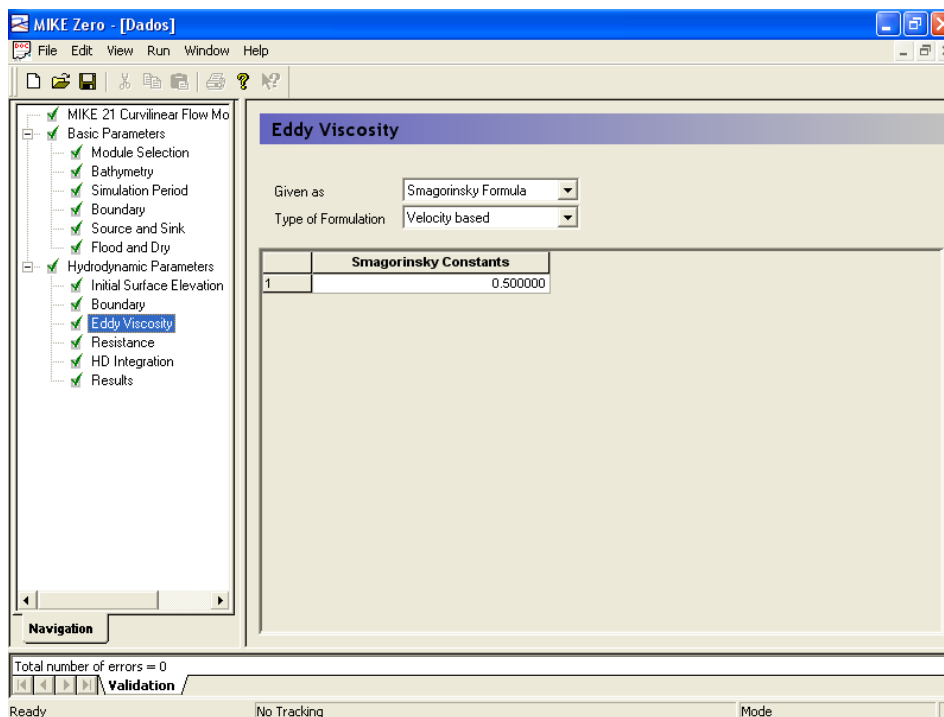 MIKE Zero - [Dados]
DOC File Edit View Run Window Help
MIKE 21 Curvilinear Flow Mo
Basic Parameters
Module Selection
Bathymetry
Simulation Period
Boundary
Source and Sink
Flood and Dry
Hydrodynamic Parameters
Initial Surface Elevation
Boundary
Eddy Viscosity
Resistance
HD Integration
Results
Navigation
Eddy Viscosity
Given as Smagorinsky Formula
Type of Formulation Velocity based
Smagorinsky Constants
1 0.500000
Total number of errors = 0
Validation
Ready No Tracking Mode